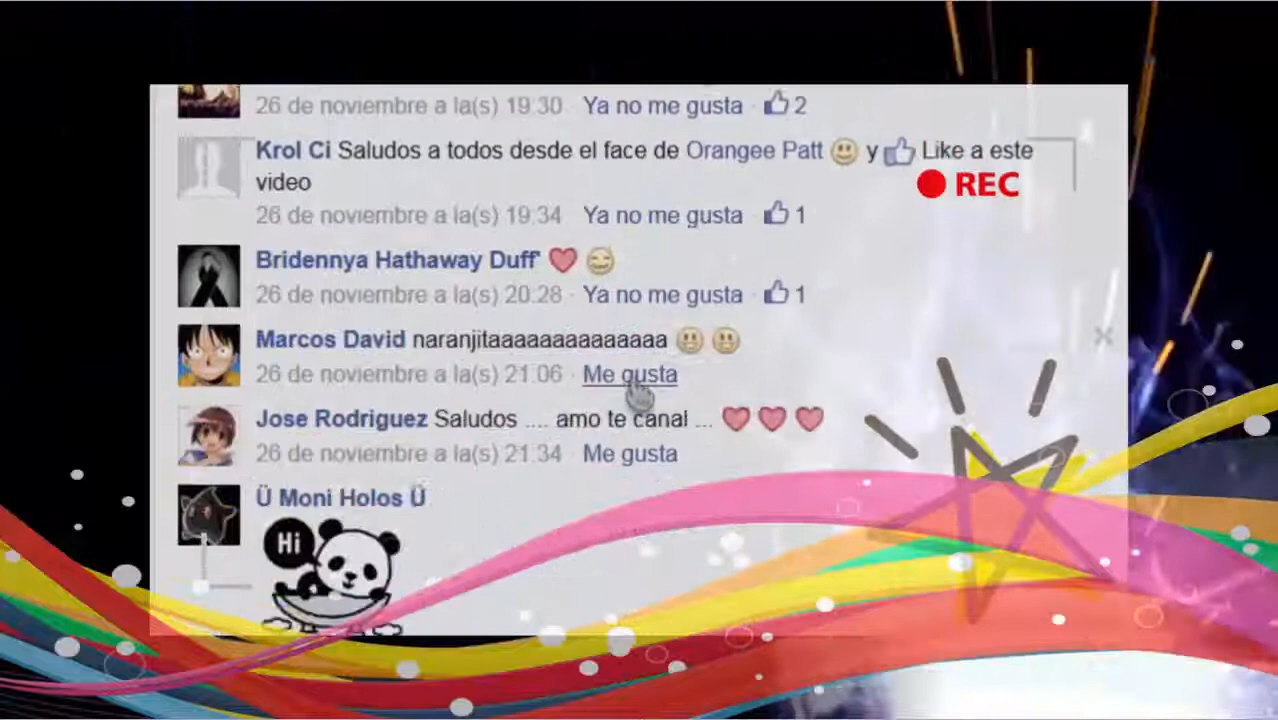 26 de noviembre a la(s) 19:30 · Ya no me gusta · 2
Krol Ci Saludos a todos desde el face de Orangee Patt y Like a este
video
REC
26 de noviembre a la(s) 19:34 · Ya no me gusta · 1
Bridennya Hathaway Duff'
26 de noviembre a la(s) 20:28 · Ya no me gusta · 1
Marcos David naranjitaaaaaaaaaaaaaa
26 de noviembre a la(s) 21:06 · Me gusta
Jose Rodriguez Saludos .... amo te canal ...
26 de noviembre a la(s) 21:34 · Me gusta
Ü Moni Holos Ü
Hi